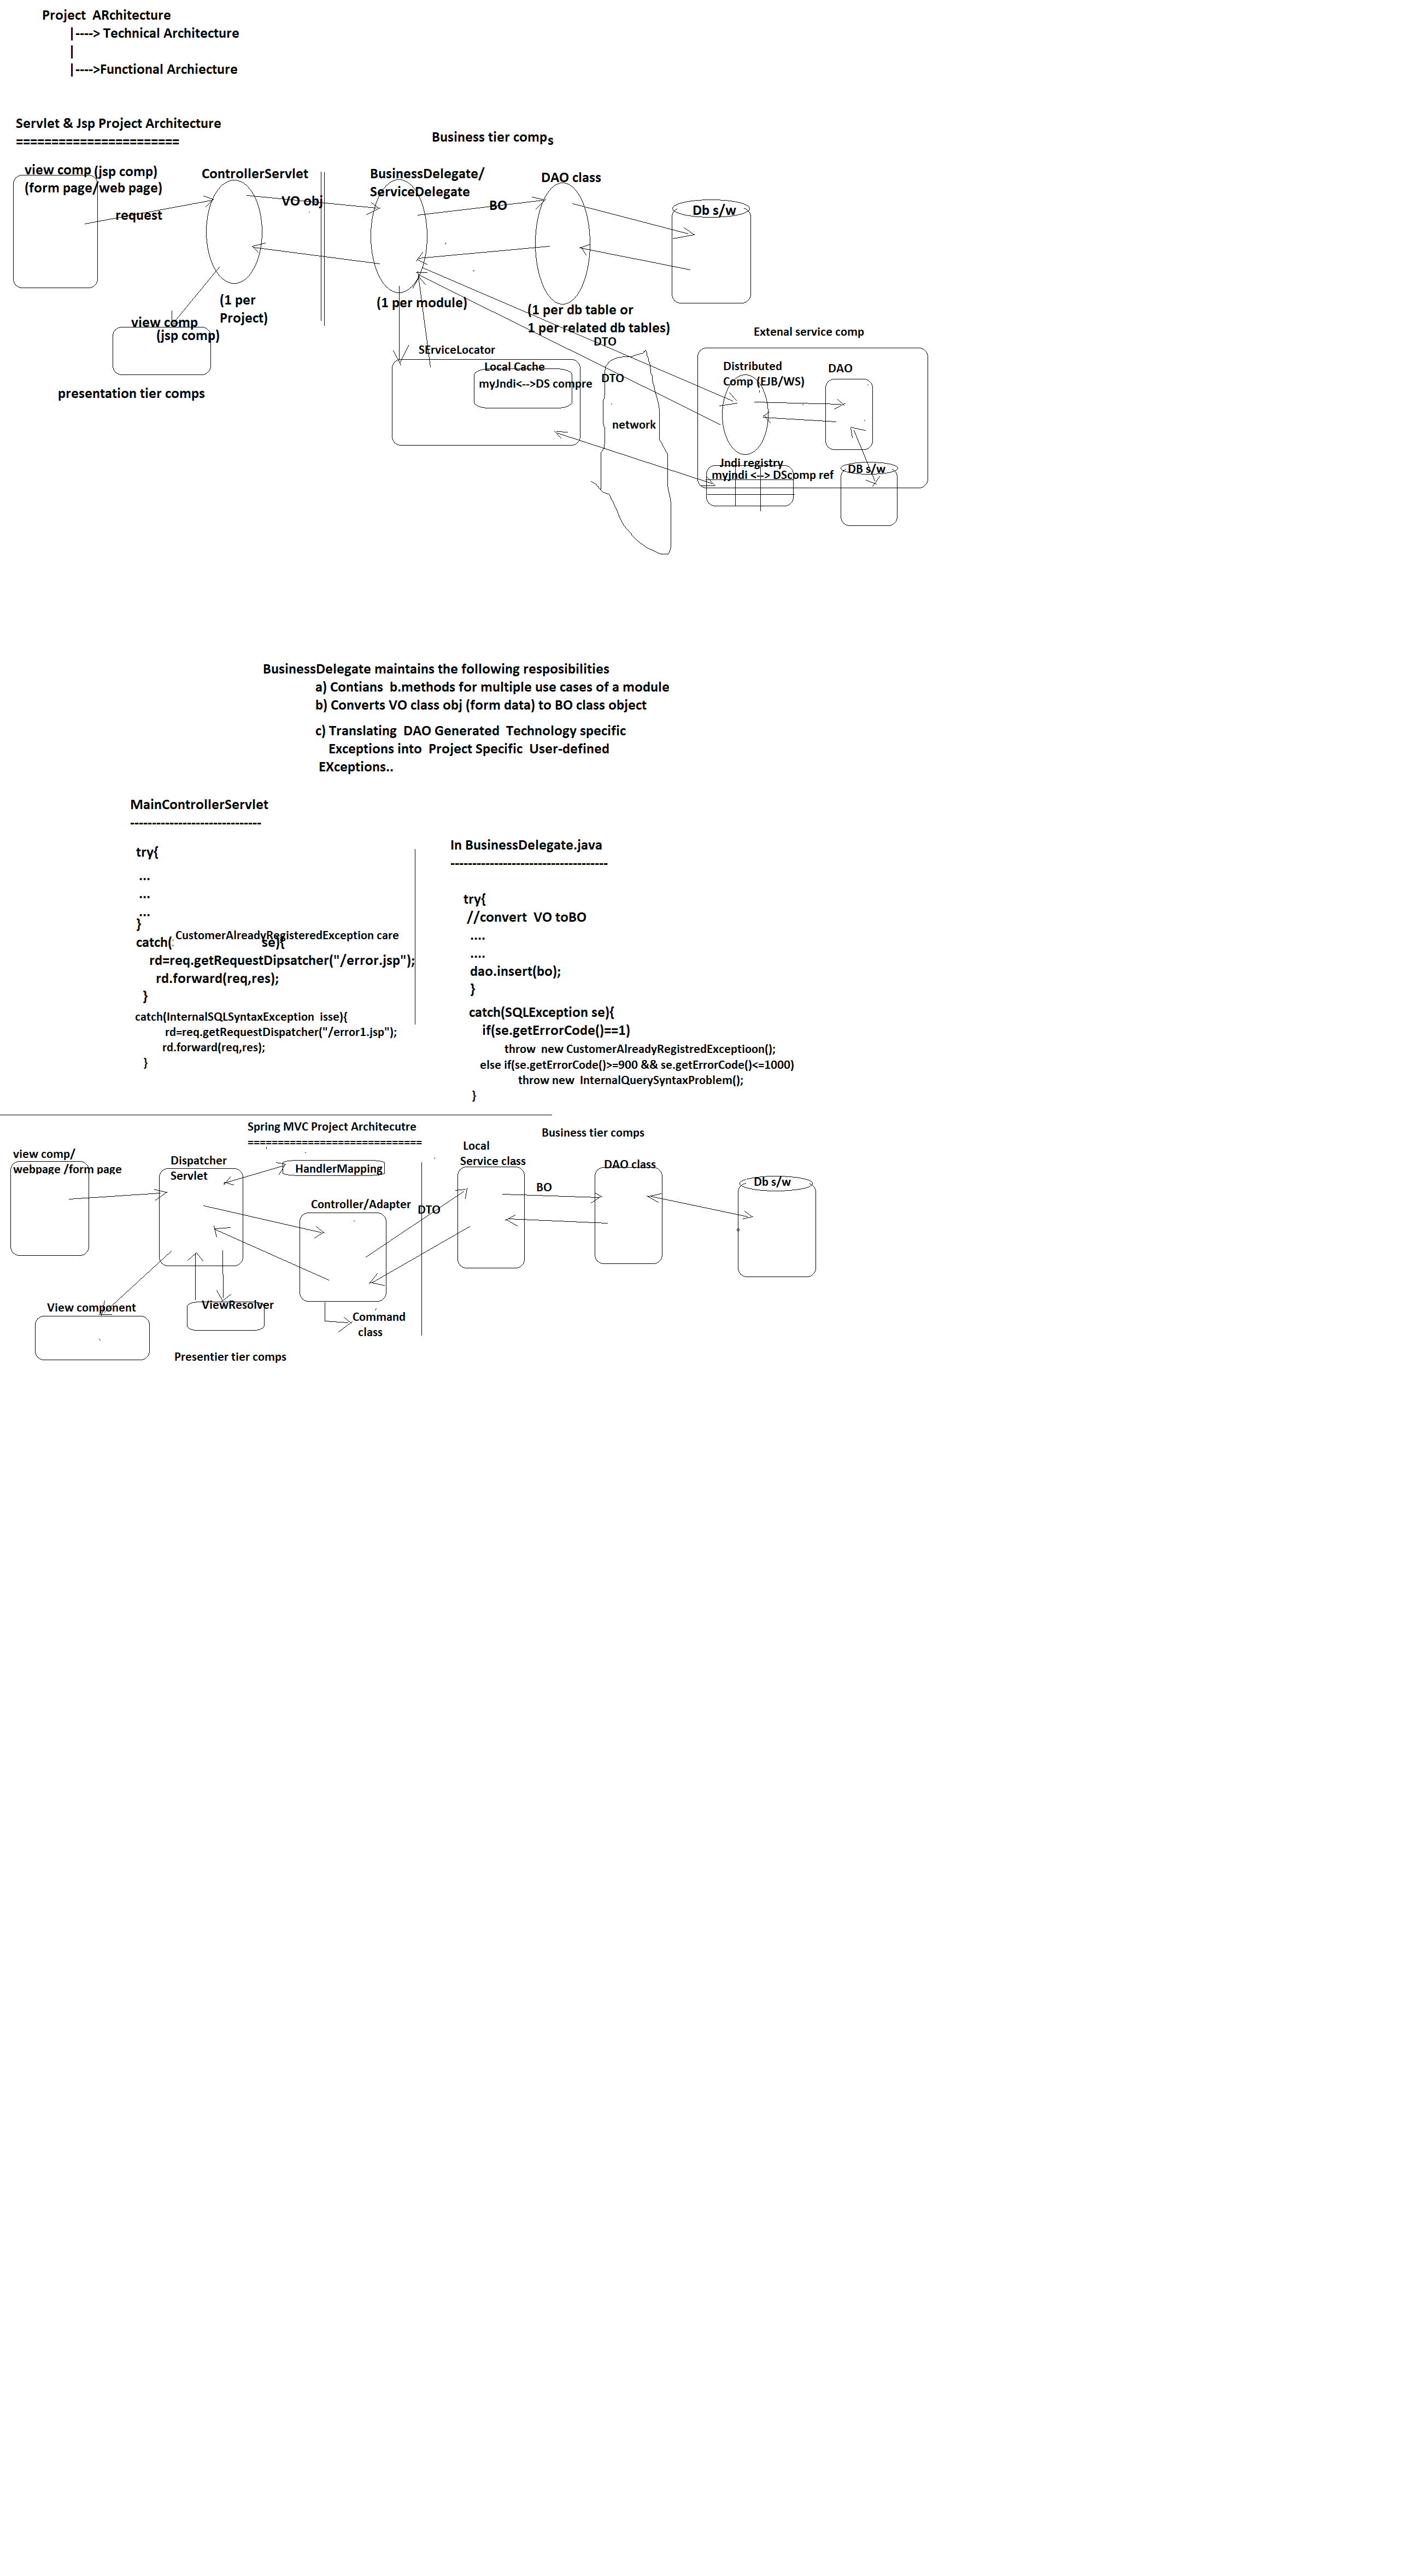 Project  ARchitecture
|----> Technical Architecture
|
|---->Functional Archiecture
Servlet & Jsp Project Architecture
=======================
Business tier comps
view comp (jsp comp)
(form page/web page)
request
ControllerServlet
VO obj
BusinessDelegate/
ServiceDelegate
BO
DAO class
Db s/w
(1 per
Project)
(1 per module)
(1 per db table or
1 per related db tables)
view comp
(jsp comp)
presentation tier comps
DTO
DTO
SErviceLocator
Local Cache
myJndi<-->DS compre
network
Extenal service comp
Distributed
Comp (EJB/WS)
DAO
Jndi registry
myjndi <--> DScomp ref
DB s/w
BusinessDelegate maintains the following resposibilities
a) Contians  b.methods for multiple use cases of a module
b) Converts VO class obj (form data) to BO class object
c) Translating  DAO Generated  Technology specific
Exceptions into  Project Specific  User-defined
EXceptions..
MainControllerServlet
------------------------------
try{
...
...
...
}
catch( CustomerAlreadyRegisteredException care
se){
rd=req.getRequestDipsatcher("/error.jsp");
rd.forward(req,res);
}
catch(InternalSQLSyntaxException  isse){
rd=req.getRequestDispatcher("/error1.jsp");
rd.forward(req,res);
}
In BusinessDelegate.java
------------------------------------
try{
//convert  VO toBO
....
....
dao.insert(bo);
}
catch(SQLException se){
if(se.getErrorCode()==1)
throw  new CustomerAlreadyRegistredExceptioon();
else if(se.getErrorCode()>=900 && se.getErrorCode()<=1000)
throw new  InternalQuerySyntaxProblem();
}
Spring MVC Project Architecutre
============================
Business tier comps
view comp/
webpage /form page
Dispatcher
Servlet
HandlerMapping
Controller/Adapter
DTO
Local
Service class
BO
DAO class
Db s/w
View component
ViewResolver
Command
class
Presentier tier comps